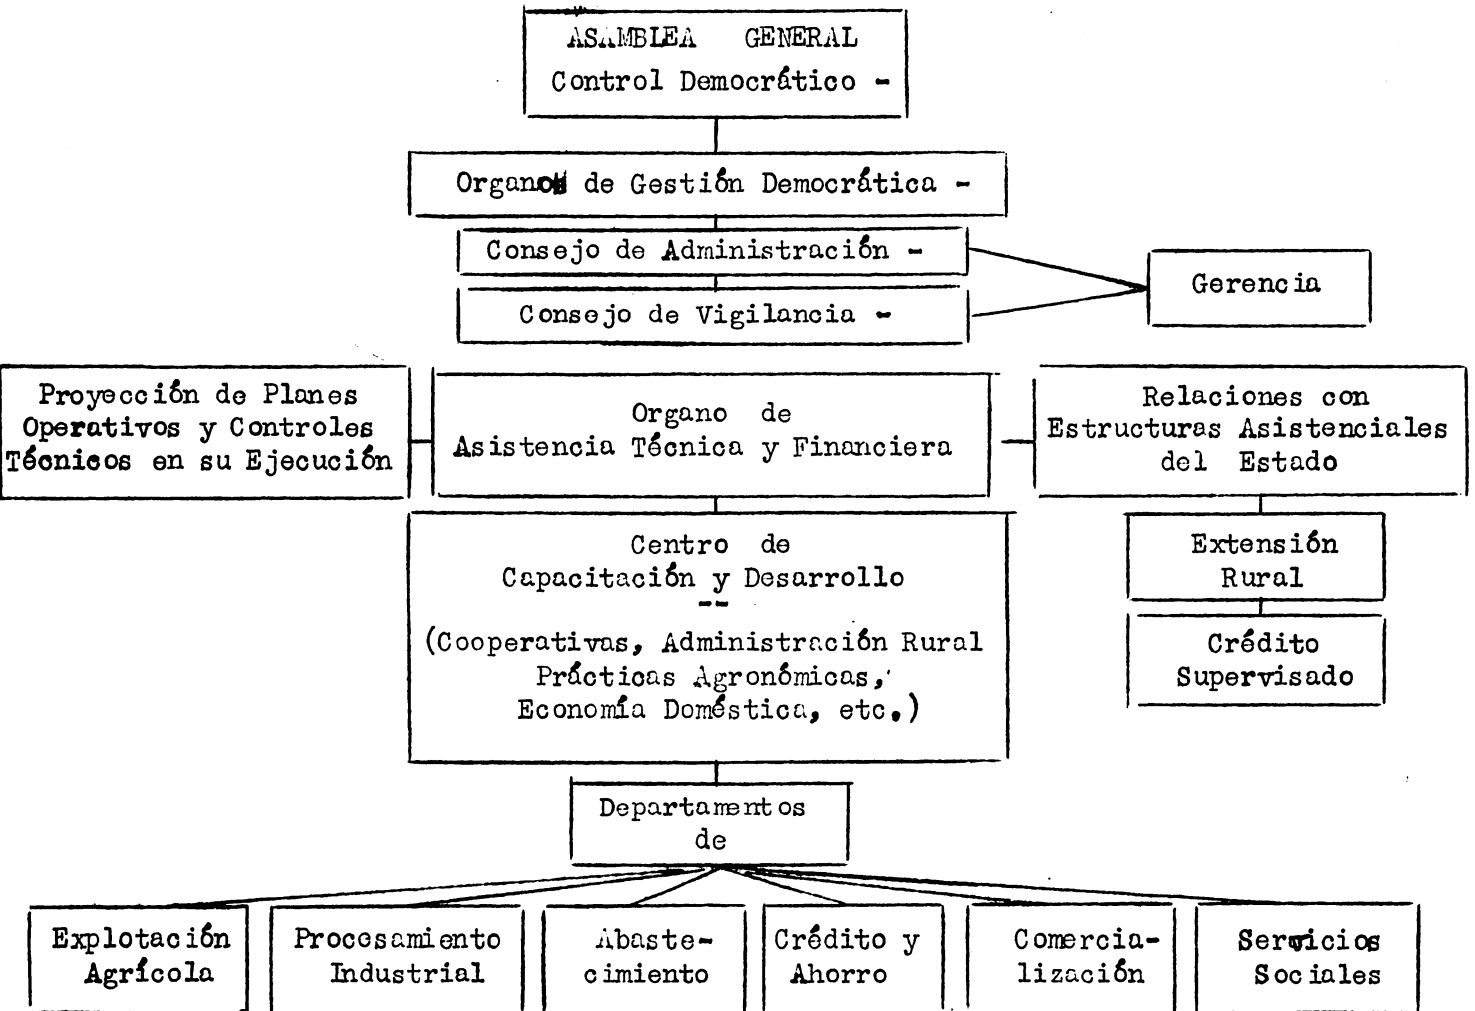 ASAMBLEA GENERAL
Control Democrático -
Organos de Gestión Democrática -
Consejo de Administración -
Consejo de Vigilancia -
Gerencia
Proyección de Planes
Operativos y Controles
Técnicos en su Ejecución
Organo de
Asistencia Técnica y Financiera
Relaciones con
Estructuras Asistenciales
del Estado
Centro de
Capacitación y Desarrollo
--
(Cooperativas, Administración Rural
Prácticas Agronómicas,
Economía Doméstica, etc.)
Extensión
Rural
Crédito
Supervisado
Departamentos
de
Explotación
Agrícola
Procesamiento
Industrial
Abaste-
cimiento
Crédito y
Ahorro
Comercia-
lización
Servicios
Sociales